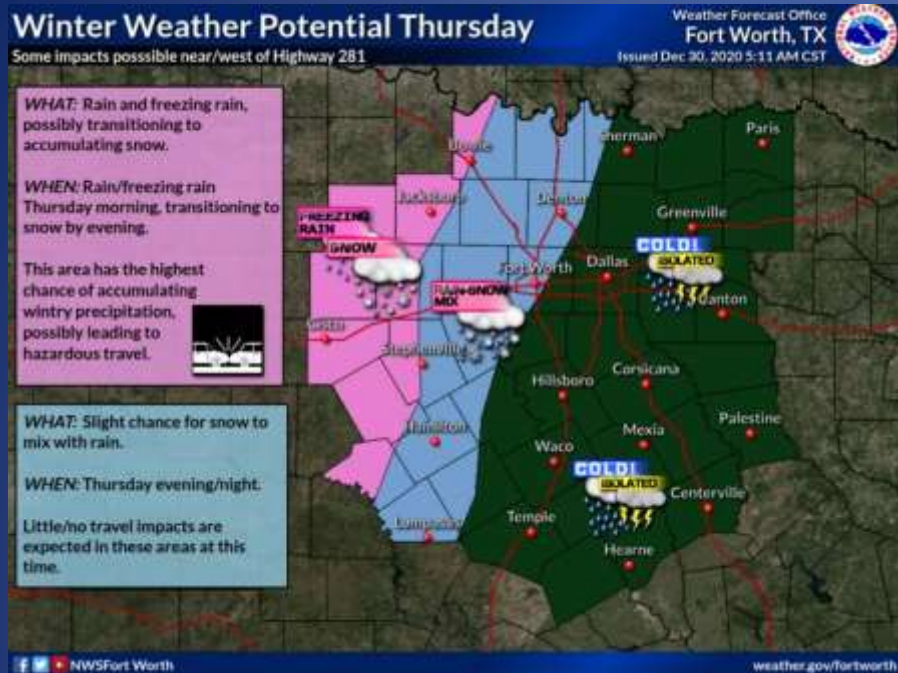 Winter Weather Potential Thursday
Some impacts posssible near/west of Highway 281
Weather Forecast Office
Fort Worth, TX
Issued Dec 30, 2020 5:11 AM CST
WHAT: Rain and freezing rain,
possibly transitioning to
accumulating snow.
WHEN: Rain/freezing rain
Thursday morning, transitioning to
snow by evening.
This area has the highest
chance of accumulating
wintry precipitation,
possibly leading to
hazardous travel.
WHAT: Slight chance for snow to
mix with rain.
WHEN: Thursday evening/night.
Little/no travel impacts are
expected in these areas at this
time.
Bowie
Sherman
Paris
Jacksboro
Denton
Greenville
FREEZING
RAIN
SNOW
COLD!
ISOLATED
Fort Worth
Dallas
RAIN-SNOW
MIX
Canton
Cisco
Stephenville
Hillsboro
Corsicana
Hamilton
Palestine
Mexia
Waco
COLD!
ISOLATED
Centerville
Lampasas
Temple
Hearne
NWSFort Worth
weather.gov/fortworth